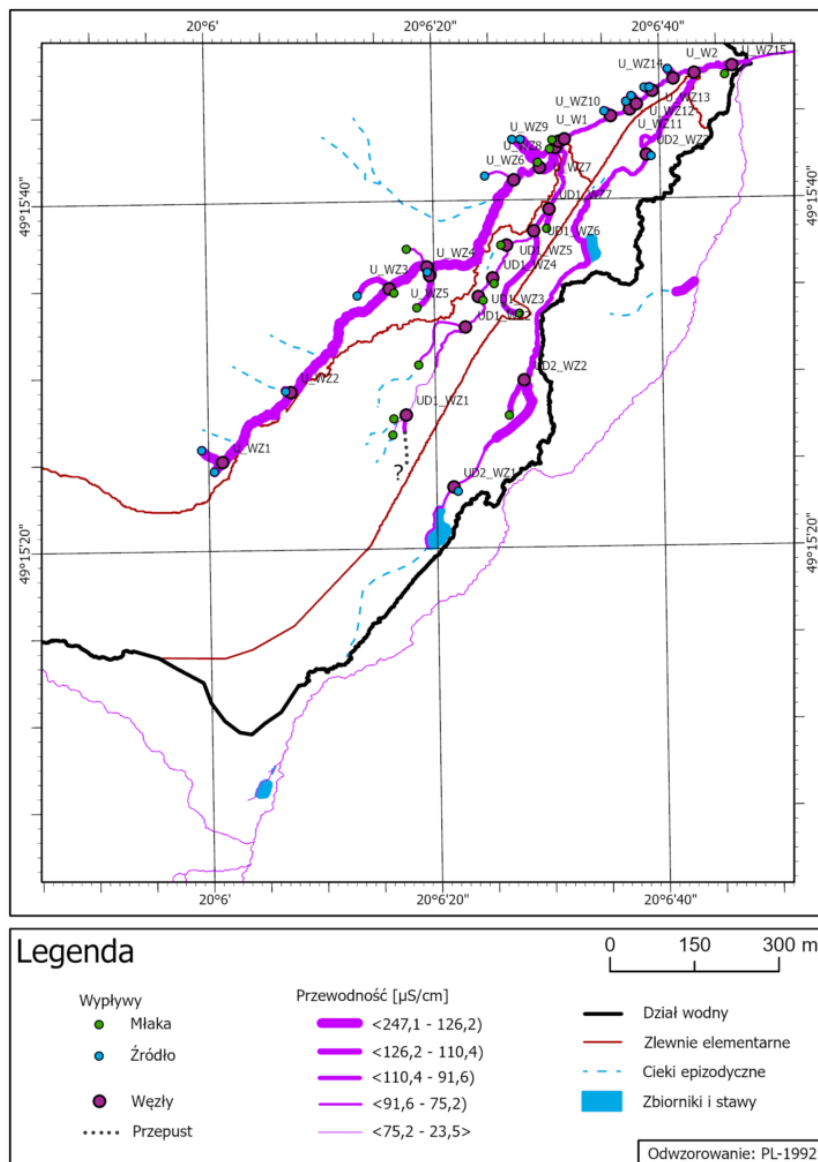 20°6' 20°6'20" 20°6'40"
U_WZ15
U_W2
U_WZ14
U_WZ13
U_WZ10
U_WZ12
U_W1
U_WZ11
U_WZ9
UD2_WZ3
U_WZ8
U_WZ6
U_WZ7
49°15'40" 49°15'40"
UD1_WZ7
UD1_WZ6
U_WZ4
UD1_WZ5
U_WZ3
UD1_WZ4
U_WZ5
UD1_WZ3
UD1_WZ2
U_WZ2
UD2_WZ2
UD1_WZ1
U_WZ1
?
UD2_WZ1
49°15'20" 49°15'20"
20°6' 20°6'20" 20°6'40"
Legenda
0 150 300 m
Wypływy
Młaka
Źródło
Węzły
Przepust
Przewodność [µS/cm]
<247,1 - 126,2)
<126,2 - 110,4)
<110,4 - 91,6)
<91,6 - 75,2)
<75,2 - 23,5>
Dział wodny
Zlewnie elementarne
Cieki epizodyczne
Zbiorniki i stawy
Odwzorowanie: PL-1992